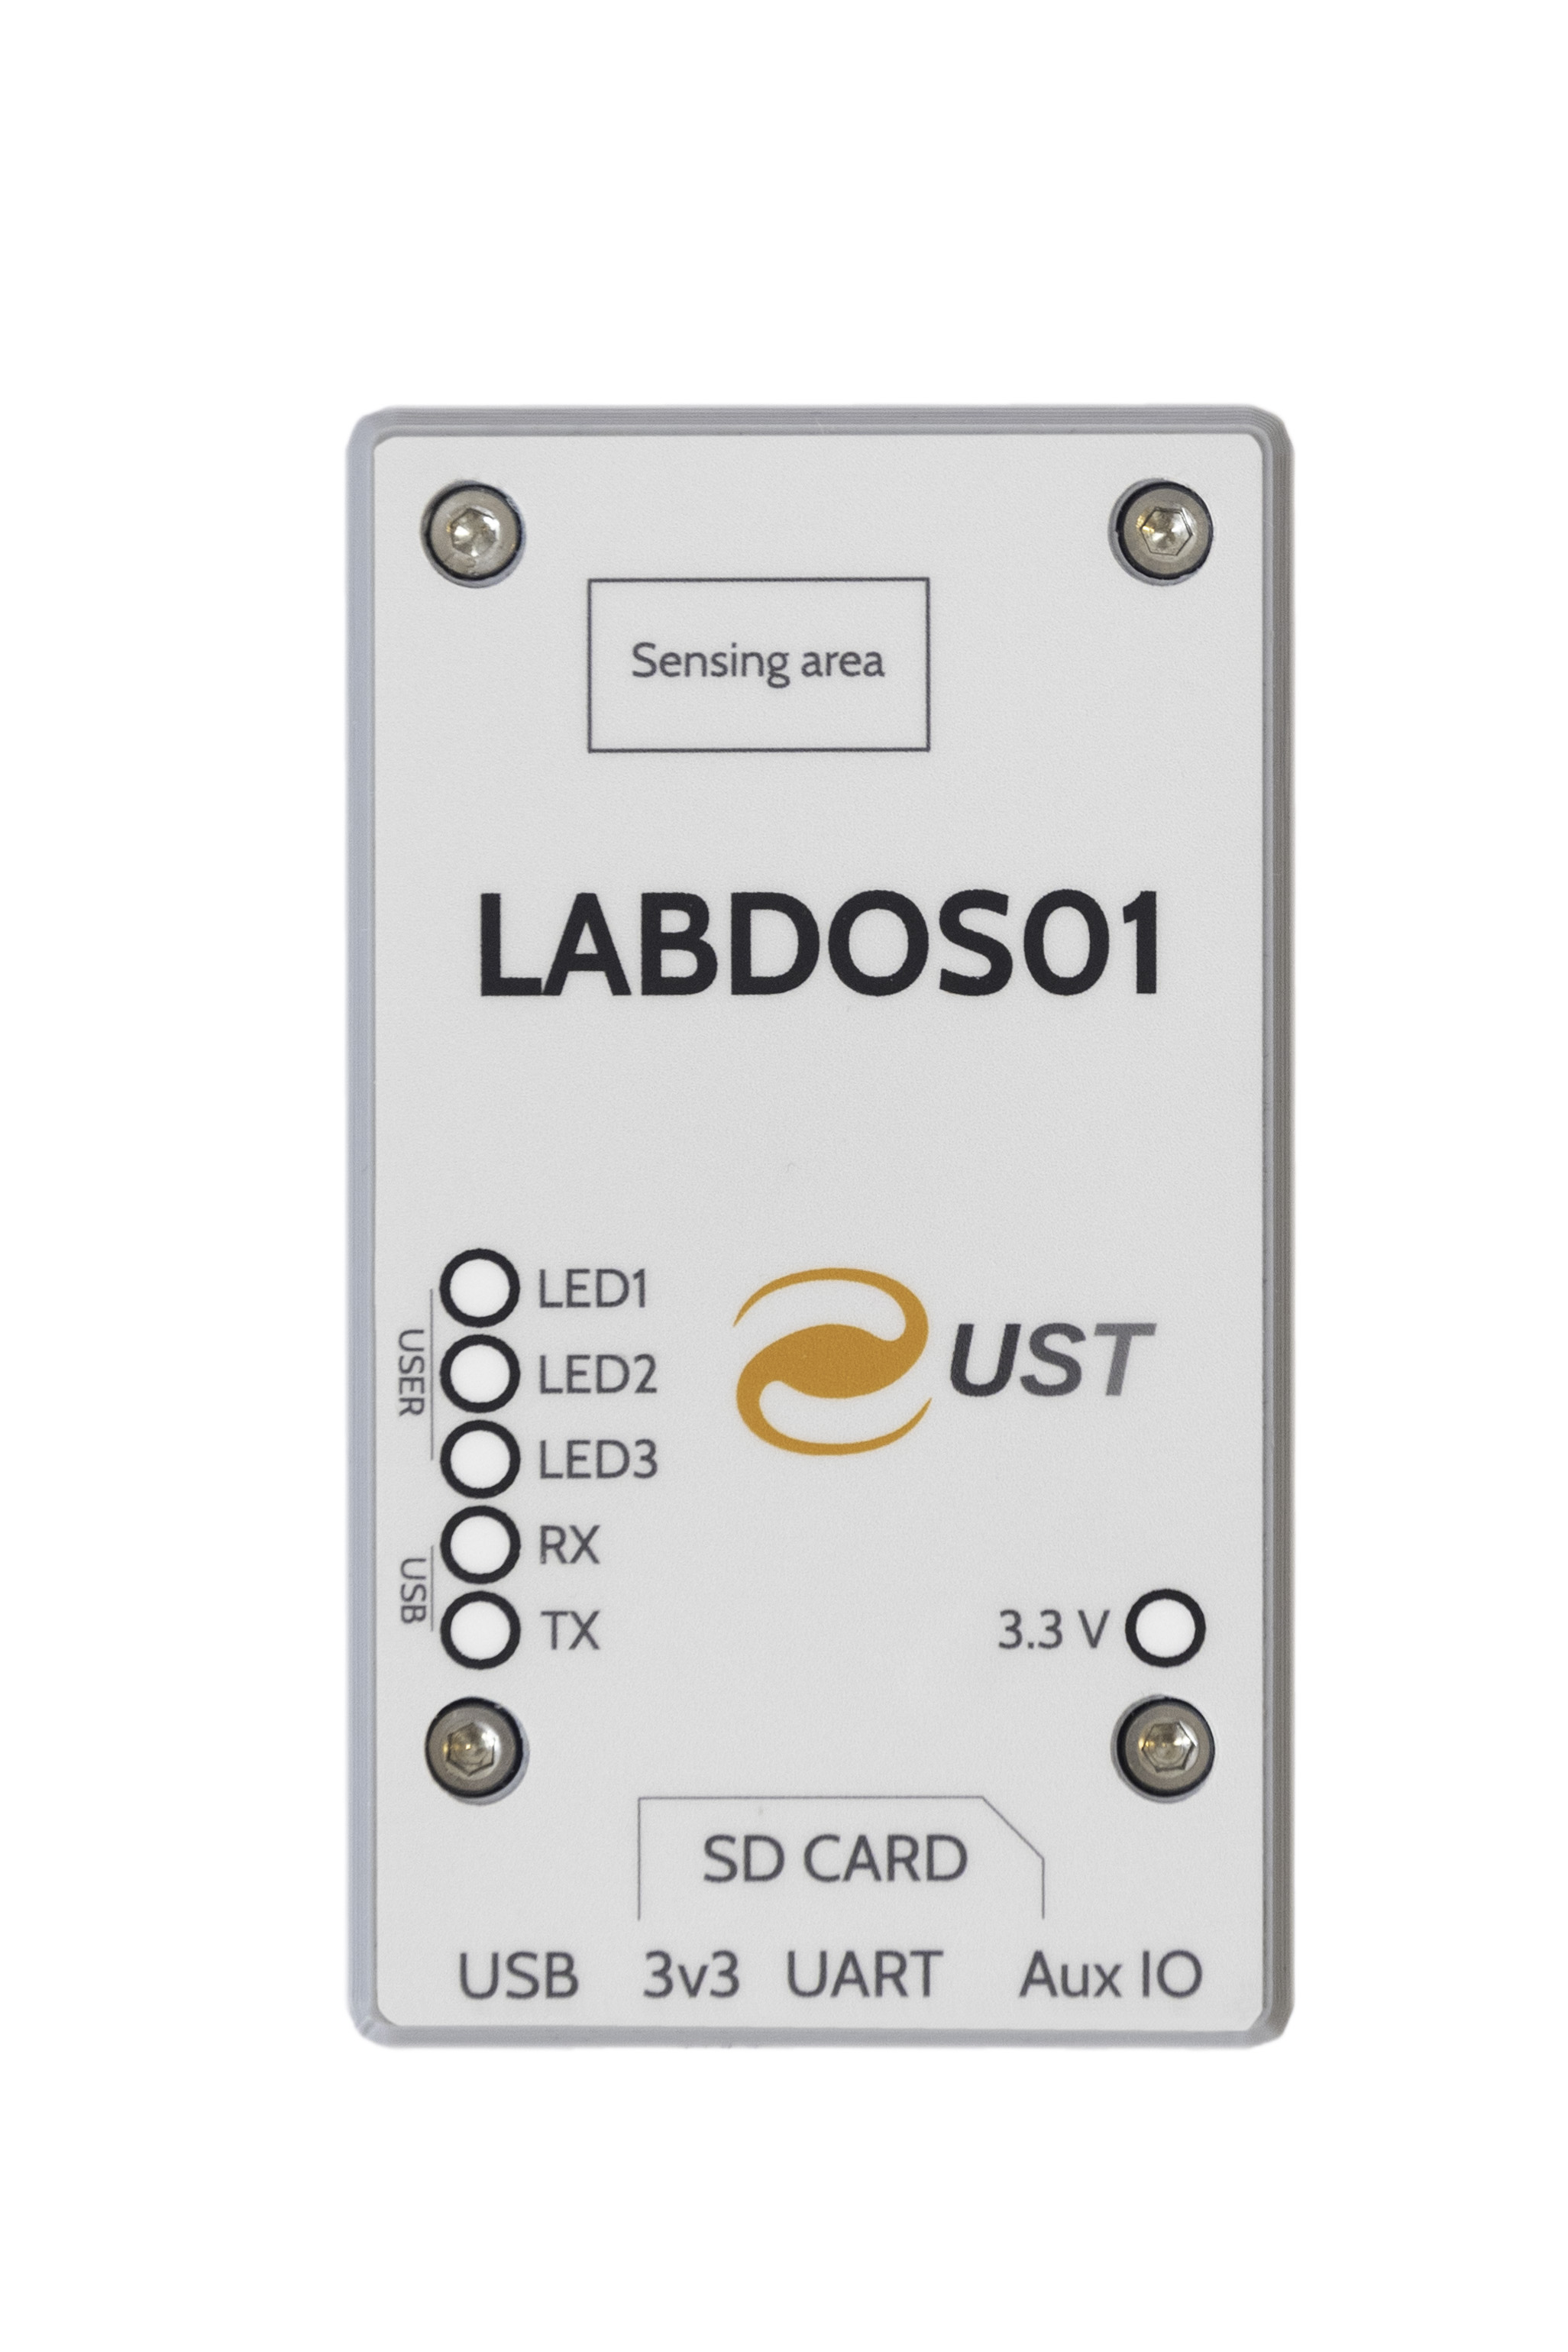 Sensing area
LABDOS01
USER
LED1
LED2
LED3
UST
USB
RX
TX
3.3 V
SD CARD
USB 3v3 UART Aux IO